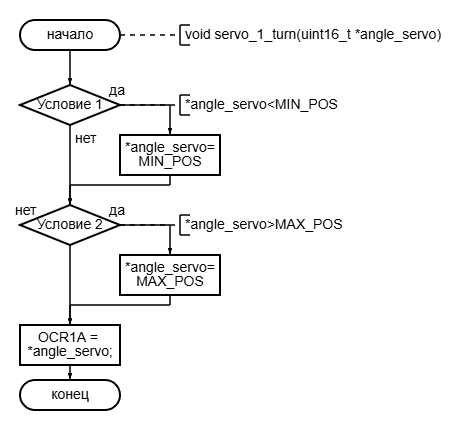 начало
void servo_1_turn(uint16_t *angle_servo)
да
Условие 1
*angle_servo<MIN_POS
нет
*angle_servo=
MIN_POS
нет
да
Условие 2
*angle_servo>MAX_POS
*angle_servo=
MAX_POS
OCR1A =
*angle_servo;
конец